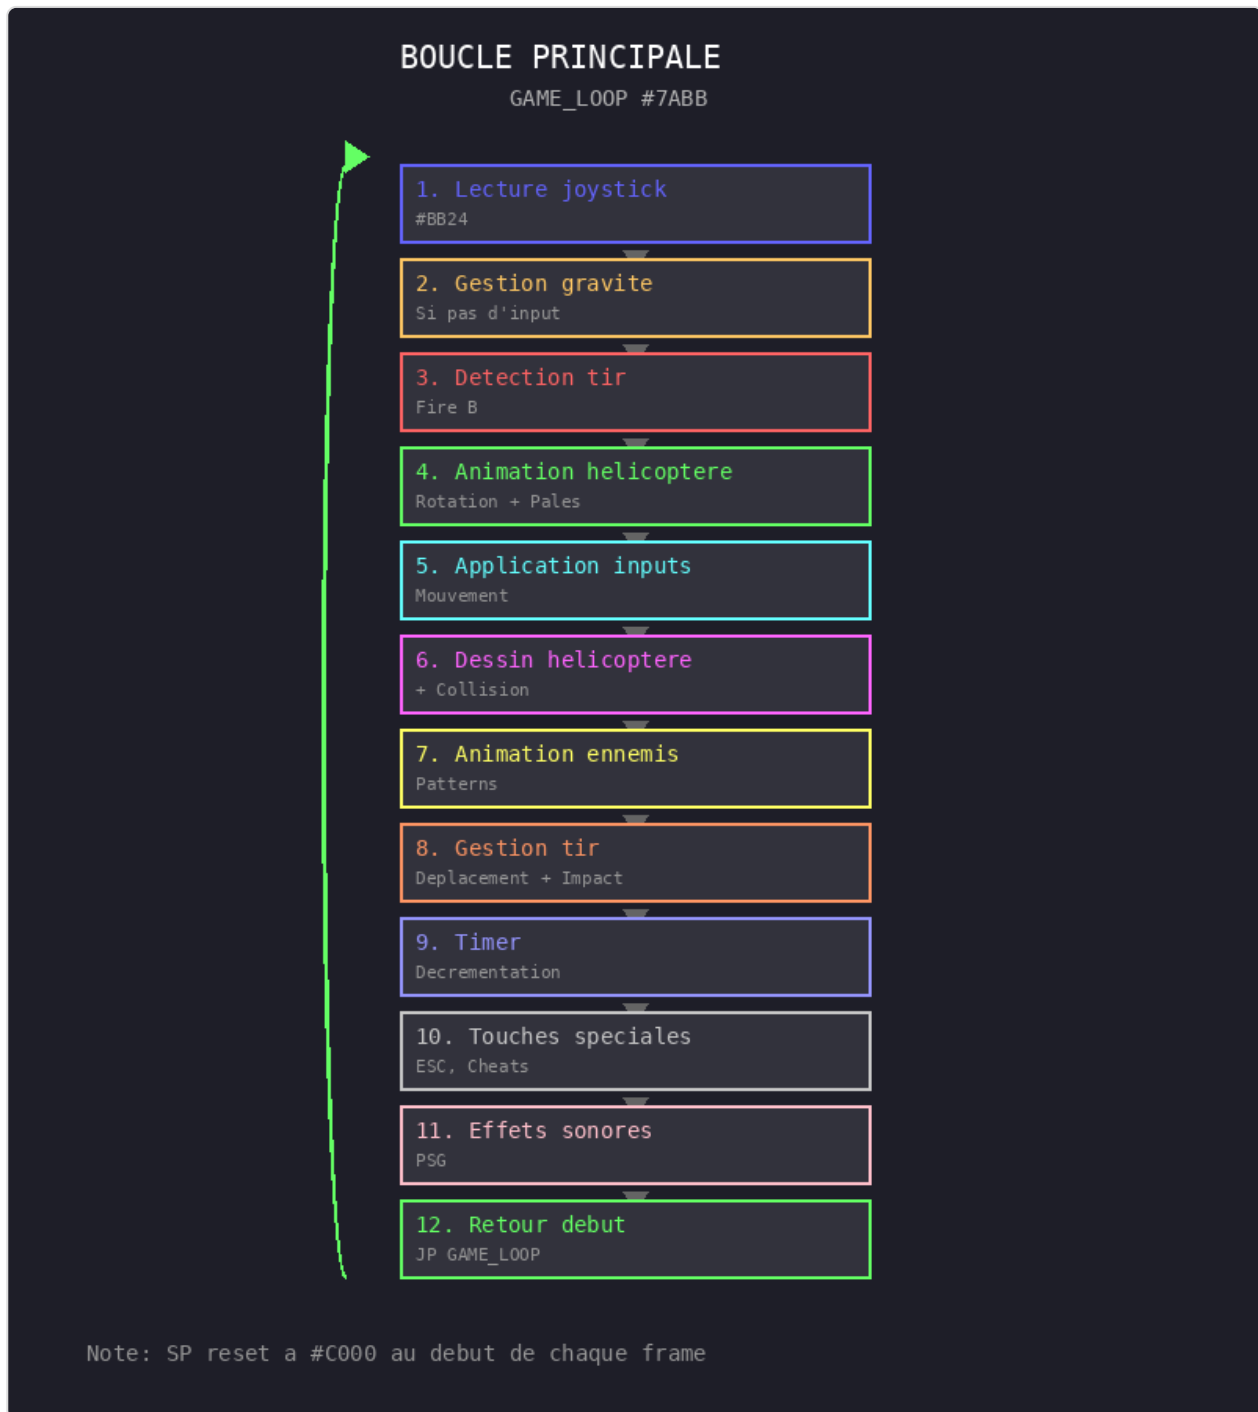 BOUCLE PRINCIPALE
GAME_LOOP #7ABB
1. Lecture joystick
#BB24
2. Gestion gravite
Si pas d'input
3. Detection tir
Fire B
4. Animation helicoptere
Rotation + Pales
5. Application inputs
Mouvement
6. Dessin helicoptere
+ Collision
7. Animation ennemis
Patterns
8. Gestion tir
Deplacement + Impact
9. Timer
Decrementation
10. Touches speciales
ESC, Cheats
11. Effets sonores
PSG
12. Retour debut
JP GAME_LOOP
Note: SP reset a #C000 au debut de chaque frame